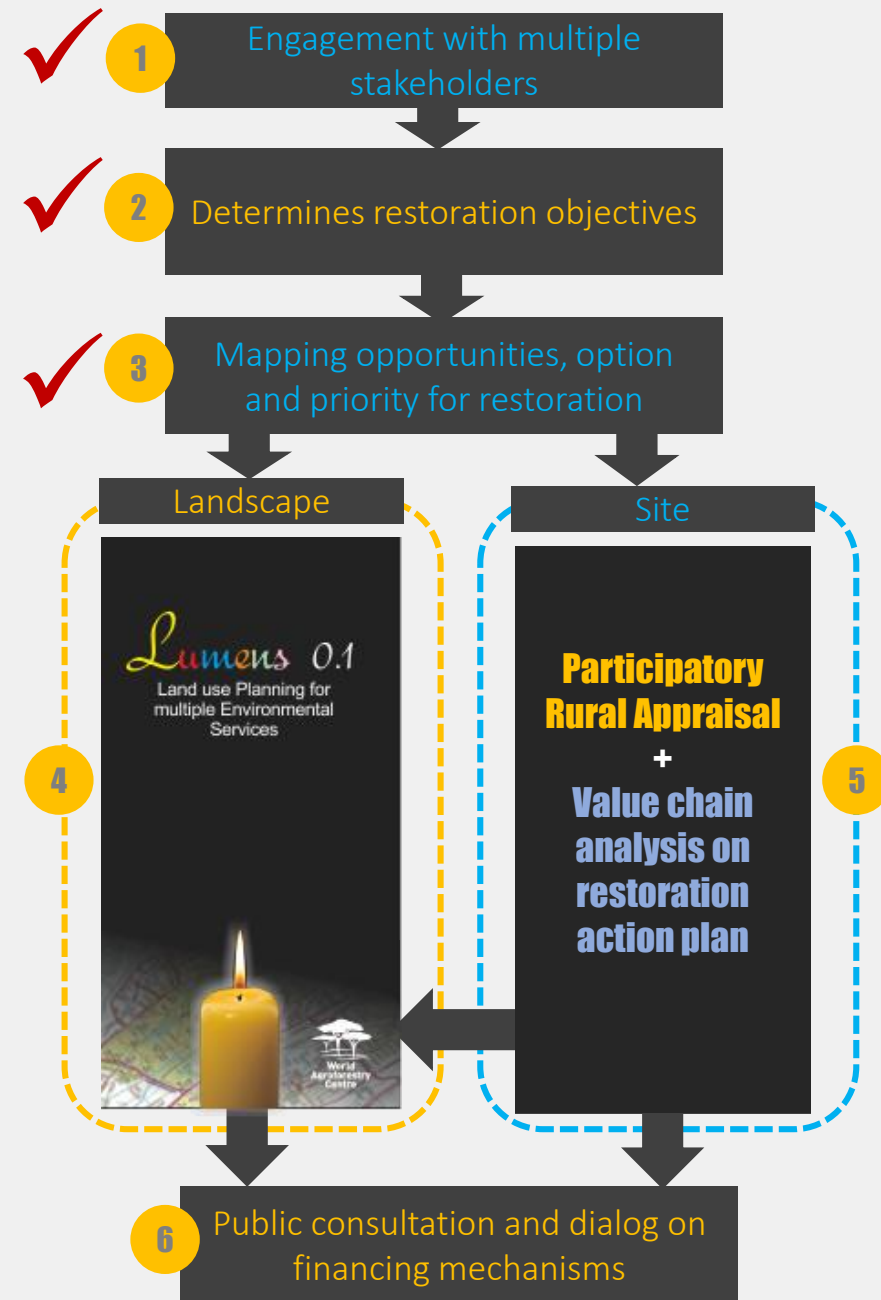 1
Engagement with multiple
stakeholders
2
Determines restoration objectives
3
Mapping opportunities, option
and priority for restoration
Landscape
Site
Lumens 0.1
Land use Planning for
multiple Environmental
Services
World
Agroforestry
Centre
4
Participatory
Rural Appraisal
+
Value chain
analysis on
restoration
action plan
5
6
Public consultation and dialog on
financing mechanisms